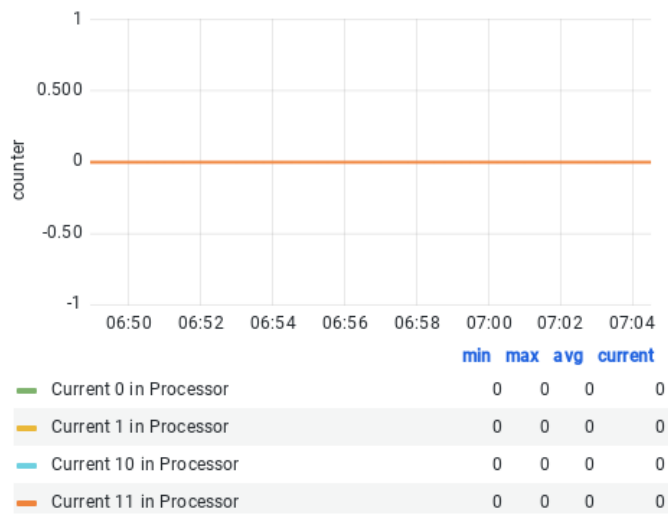 1
0.500
0
-0.50
-1
counter
06:50 06:52 06:54 06:56 06:58 07:00 07:02 07:04
min max avg current
Current 0 in Processor 0 0 0 0
Current 1 in Processor 0 0 0 0
Current 10 in Processor 0 0 0 0
Current 11 in Processor 0 0 0 0